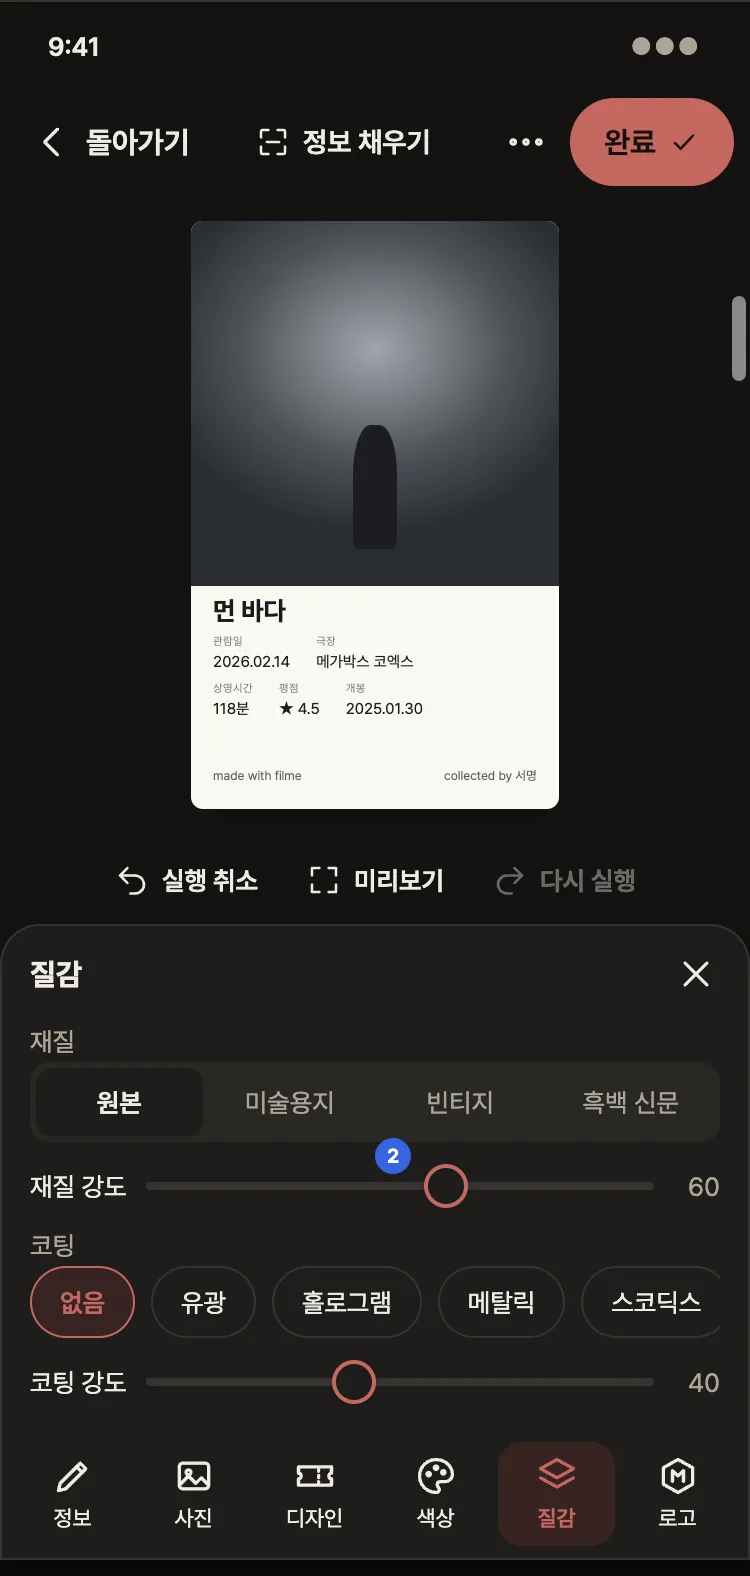 9:41
돌아가기 정보 채우기 완료
먼 바다
관람일 극장
2026.02.14 메가박스 코엑스
상영시간 평점 개봉
118분 ★ 4.5 2025.01.30
made with filme collected by 서명
실행 취소 미리보기 다시 실행
질감
재질
원본 미술용지 빈티지 흑백 신문
2
재질 강도 60
코팅
없음 유광 홀로그램 메탈릭 스코딕스
코팅 강도 40
정보 사진 디자인 색상 질감 로고